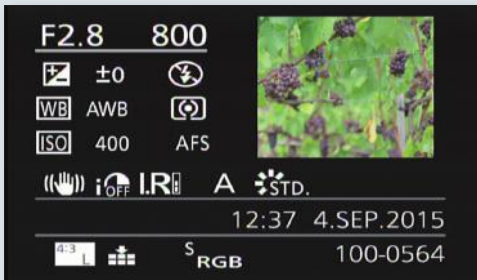 F2.8 800
±0
WB AWB
ISO 400 AFS
i OFF I.R A STD.
12:37 4.SEP.2015
4:3 L sRGB 100-0564